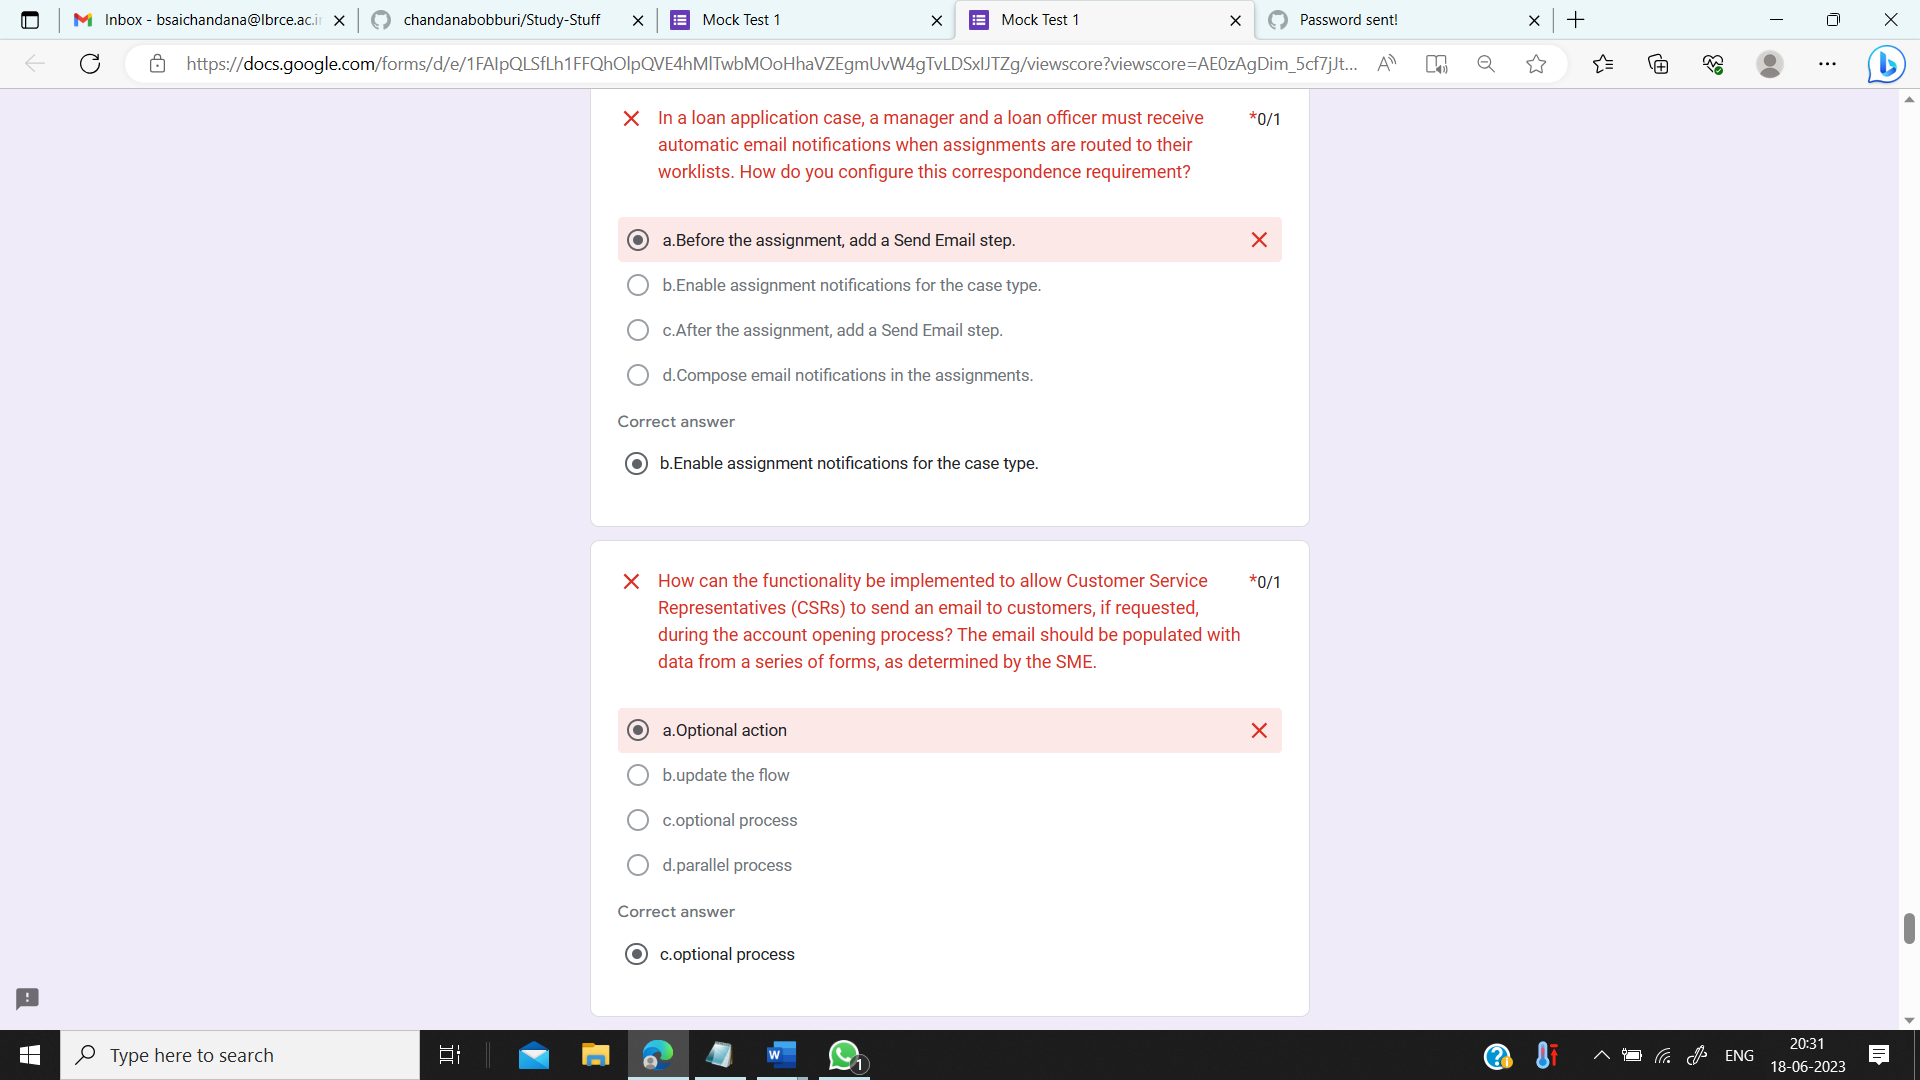 Inbox - bsaichandana@lbrce.ac.i
chandanabobburi/Study-Stuff
Mock Test 1
Mock Test 1
Password sent!
https://docs.google.com/forms/d/e/1FAIpQLSfLh1FFQhOlpQVE4hMlTwbMOoHhaVZEgmUvW4gTvLDSxIJTZg/viewscore?viewscore=AE0zAgDim_5cf7jJt...
In a loan application case, a manager and a loan officer must receive *0/1
automatic email notifications when assignments are routed to their
worklists. How do you configure this correspondence requirement?
a.Before the assignment, add a Send Email step.
b.Enable assignment notifications for the case type.
c.After the assignment, add a Send Email step.
d.Compose email notifications in the assignments.
Correct answer
b.Enable assignment notifications for the case type.
How can the functionality be implemented to allow Customer Service *0/1
Representatives (CSRs) to send an email to customers, if requested,
during the account opening process? The email should be populated with
data from a series of forms, as determined by the SME.
a.Optional action
b.update the flow
c.optional process
d.parallel process
Correct answer
c.optional process
Type here to search
1
ENG
20:31
18-06-2023